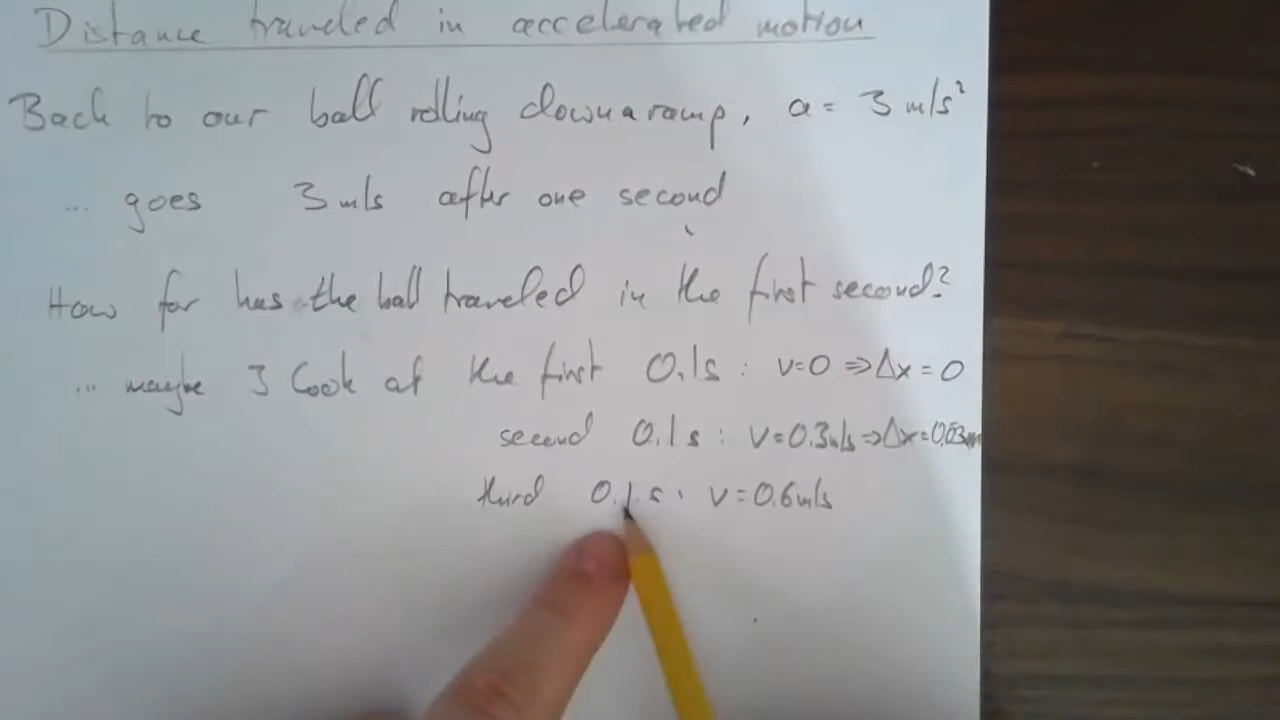 Distance traveled in accelerated motion
Back to our ball rolling down a ramp, a = 3 m/s²
... goes 3 m/s after one second
How far has the ball traveled in the first second?
... maybe I look at the first 0.1s : v=0 ⇒ Δx = 0
second 0.1s : v=0.3m/s ⇒ Δx=0.03m
third 0.1s : v=0.6m/s